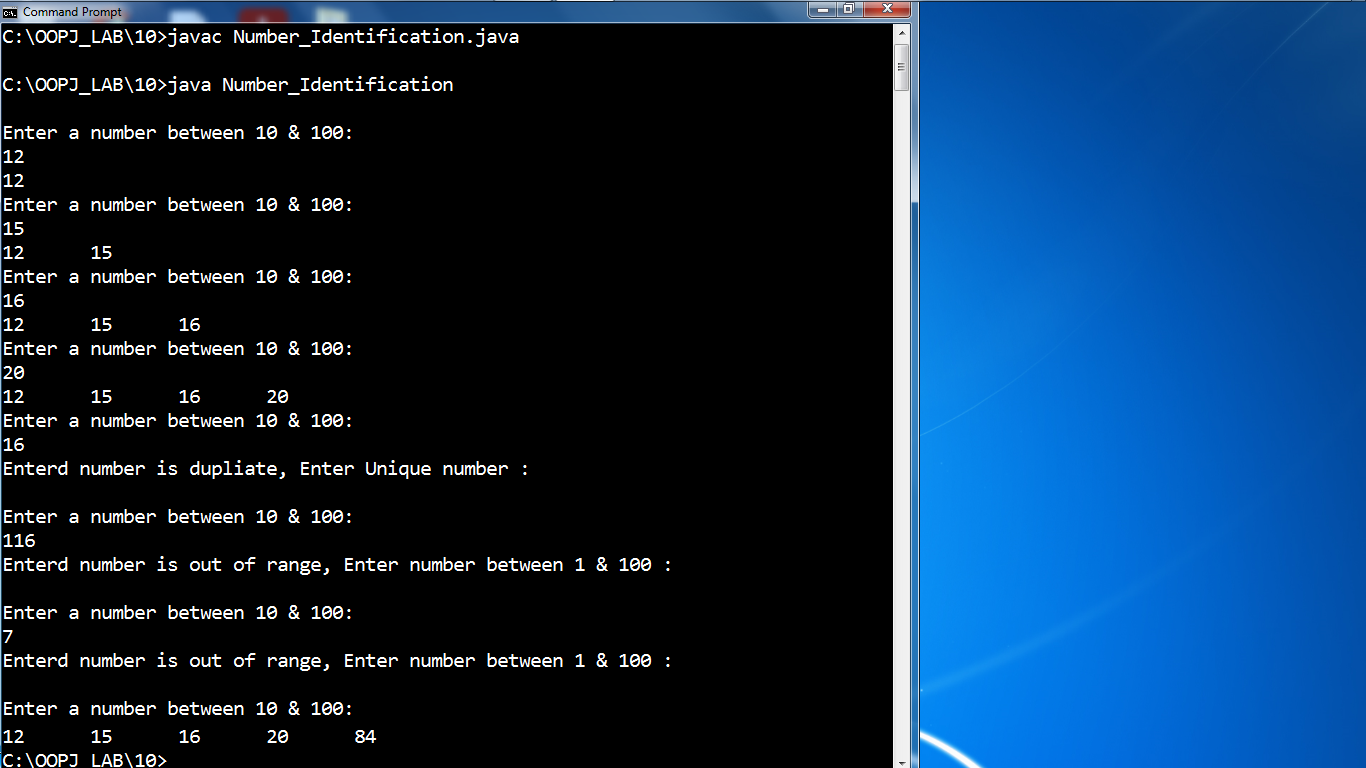 Command Prompt
C:\OOPJ_LAB\10>javac Number_Identification.java
C:\OOPJ_LAB\10>java Number_Identification
Enter a number between 10 & 100:
12
12
Enter a number between 10 & 100:
15
12 15
Enter a number between 10 & 100:
16
12 15 16
Enter a number between 10 & 100:
20
12 15 16 20
Enter a number between 10 & 100:
16
Enterd number is dupliate, Enter Unique number :
Enter a number between 10 & 100:
116
Enterd number is out of range, Enter number between 1 & 100 :
Enter a number between 10 & 100:
7
Enterd number is out of range, Enter number between 1 & 100 :
Enter a number between 10 & 100:
12 15 16 20 84
C:\OOPJ_LAB\10>